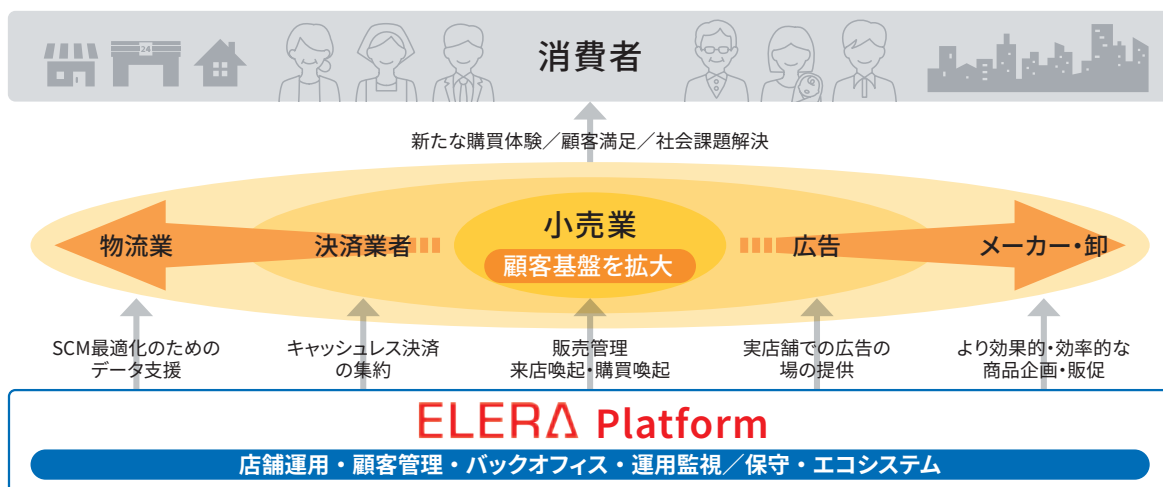 24
消費者
新たな購買体験／顧客満足／社会課題解決
小売業
顧客基盤を拡大
物流業
決済業者
広告
メーカー・卸
SCM最適化のための
データ支援
キャッシュレス決済
の集約
販売管理
来店喚起・購買喚起
実店舗での広告の
場の提供
より効果的・効率的な
商品企画・販促
ELERA Platform
店舗運用・顧客管理・バックオフィス・運用監視／保守・エコシステム